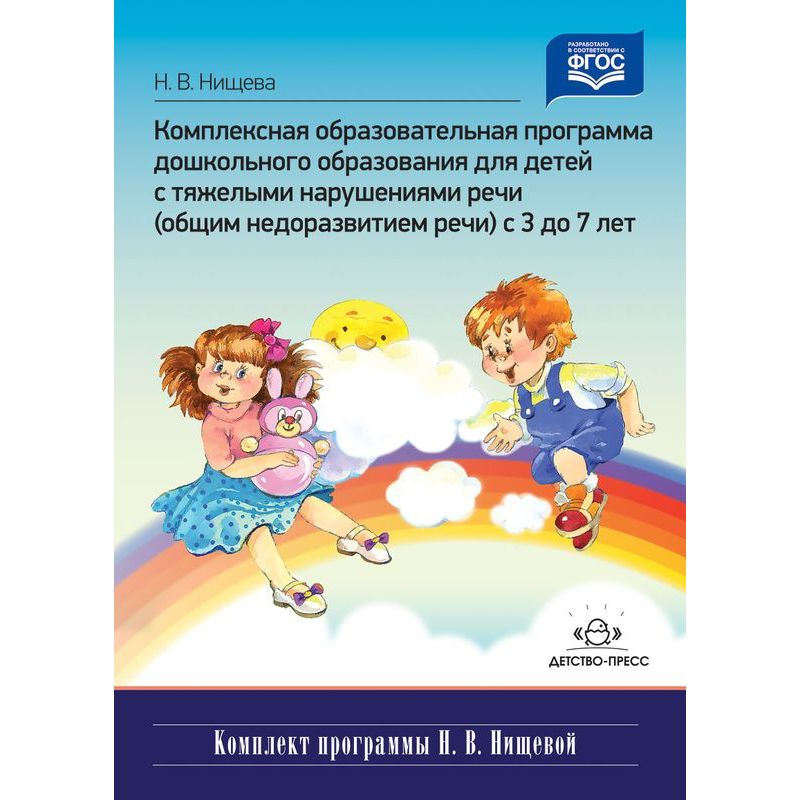 РАЗРАБОТАНО
В СООТВЕТСТВИИ С
ФГОС
Н. В. Нищева
Комплексная образовательная программа
дошкольного образования для детей
с тяжелыми нарушениями речи
(общим недоразвитием речи) с 3 до 7 лет
ДЕТСТВО-ПРЕСС
Комплект программы Н. В. Нищевой